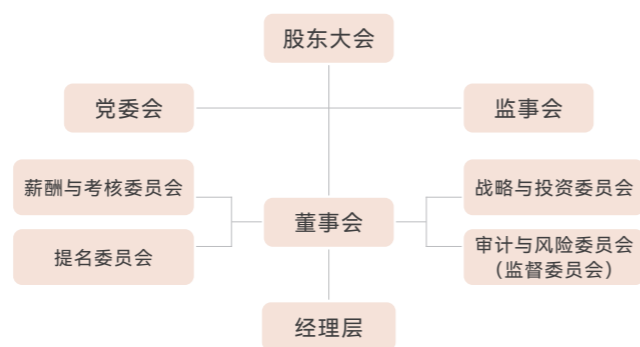 股东大会
党委会
监事会
薪酬与考核委员会
战略与投资委员会
董事会
提名委员会
审计与风险委员会
（监督委员会）
经理层